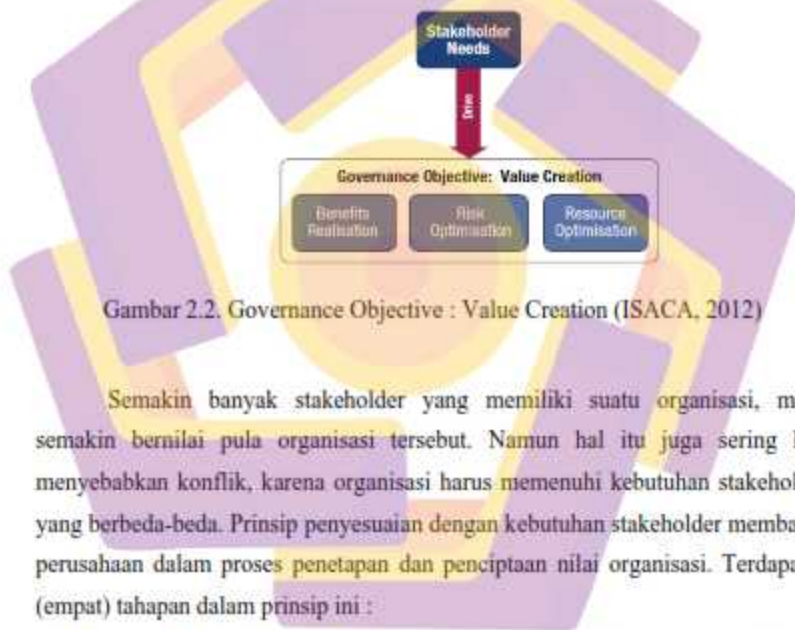 Stakeholder
Needs
Drive
Governance Objective: Value Creation
Benefits
Realisation
Risk
Optimisation
Resource
Optimisation
Gambar 2.2. Governance Objective : Value Creation (ISACA, 2012)
Semakin banyak stakeholder yang memiliki suatu organisasi, m
semakin bernilai pula organisasi tersebut. Namun hal itu juga sering
menyebabkan konflik, karena organisasi harus memenuhi kebutuhan stakehol
yang berbeda-beda. Prinsip penyesuaian dengan kebutuhan stakeholder memba
perusahaan dalam proses penetapan dan penciptaan nilai organisasi. Terdapa
(empat) tahapan dalam prinsip ini :